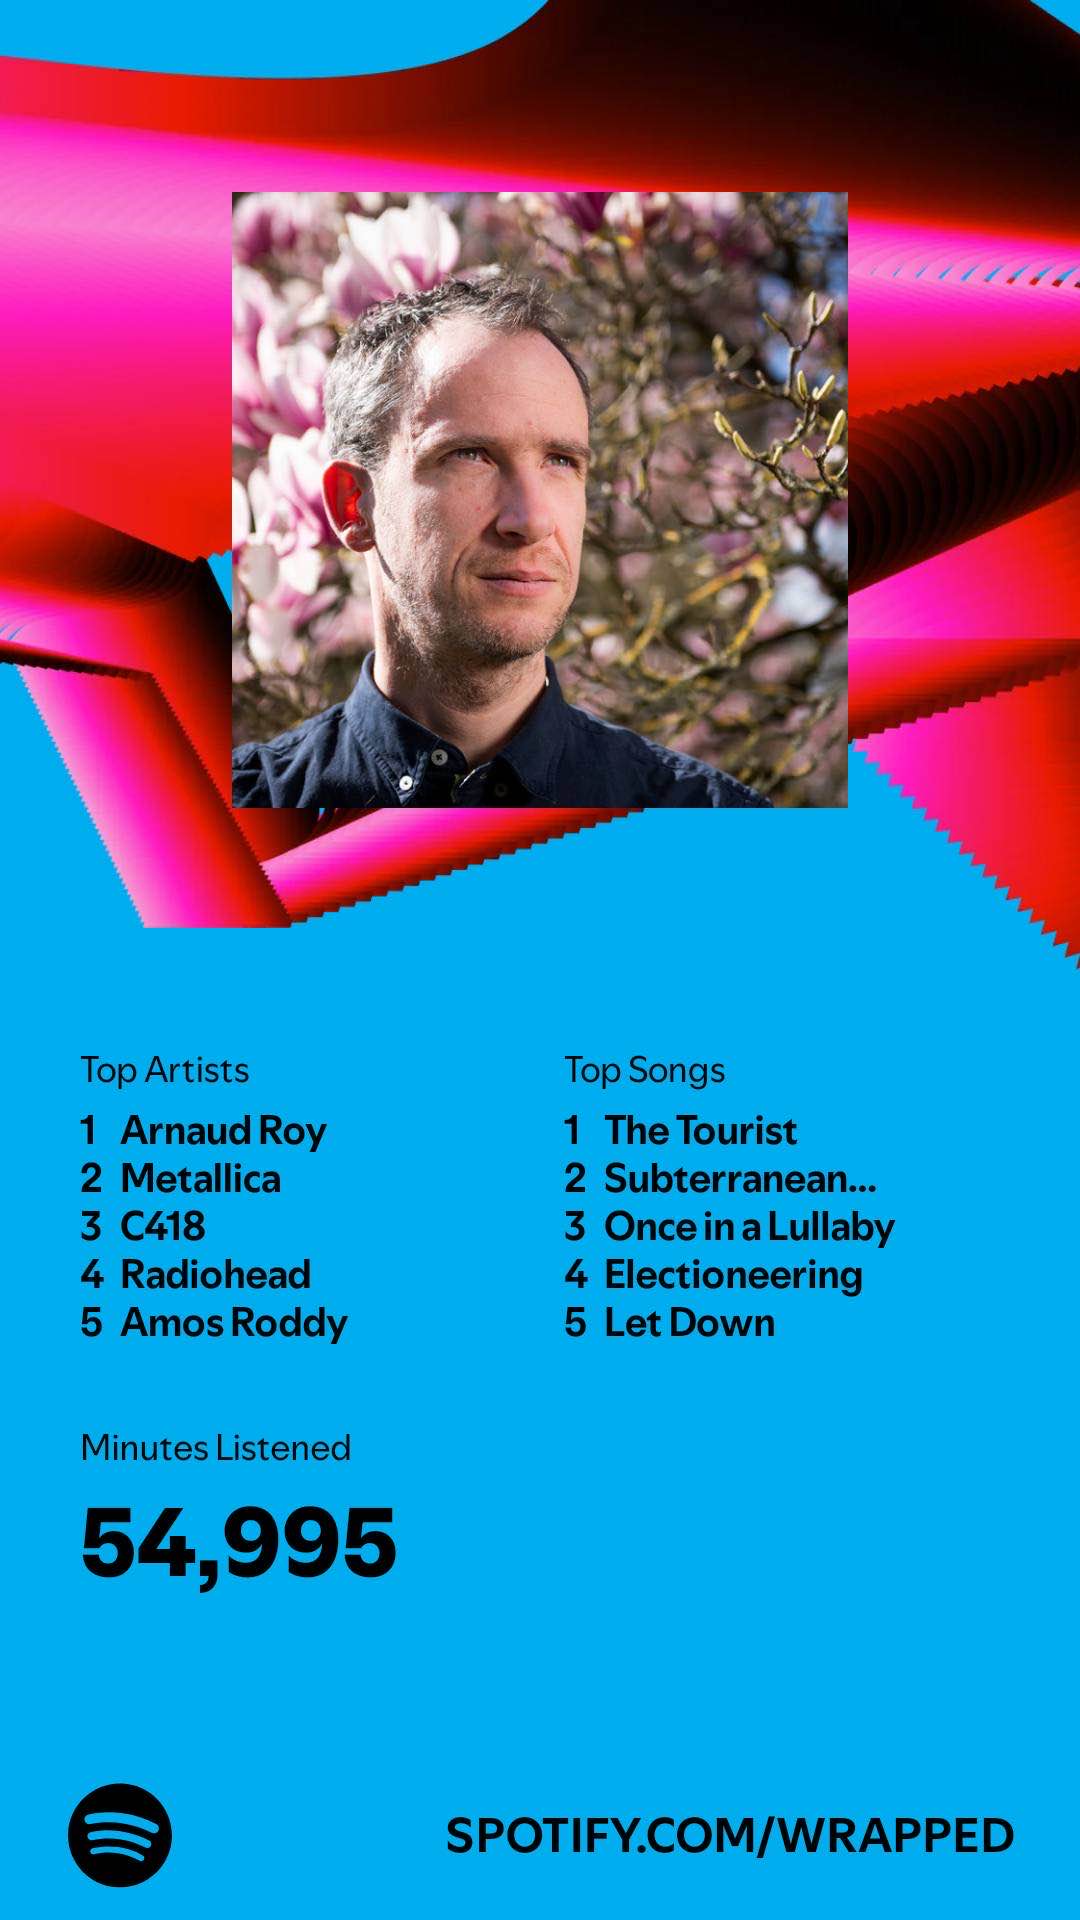 Top Artists
1 Arnaud Roy
2 Metallica
3 C418
4 Radiohead
5 Amos Roddy
Top Songs
1 The Tourist
2 Subterranean...
3 Once in a Lullaby
4 Electioneering
5 Let Down
Minutes Listened
54,995
SPOTIFY.COM/WRAPPED